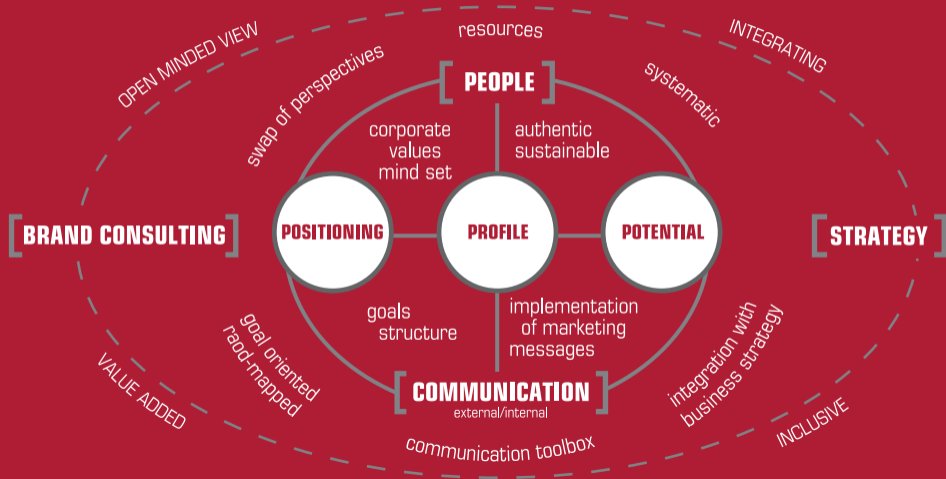 OPEN MINDED VIEW
resources
INTEGRATING
swap of perspectives
[PEOPLE]
systematic
corporate
values
mind set
authentic
sustainable
[BRAND CONSULTING]
POSITIONING
PROFILE
POTENTIAL
[STRATEGY]
goals
structure
implementation
of marketing
messages
goal oriented
raod-mapped
integration with
business strategy
VALUE ADDED
[COMMUNICATION]
external/internal
INCLUSIVE
communication toolbox